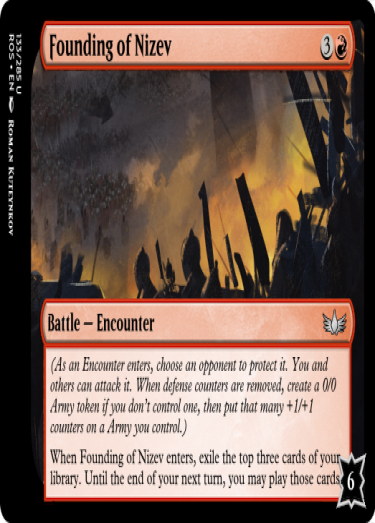 Founding of Nizev
3
133/285 U
ROS • EN ROMAN KUTEYNKOV
Battle – Encounter
(As an Encounter enters, choose an opponent to protect it. You and
others can attack it. When defense counters are removed, create a 0/0
Army token if you don't control one, then put that many +1/+1
counters on a Army you control.)
When Founding of Nizev enters, exile the top three cards of your
library. Until the end of your next turn, you may play those cards
6